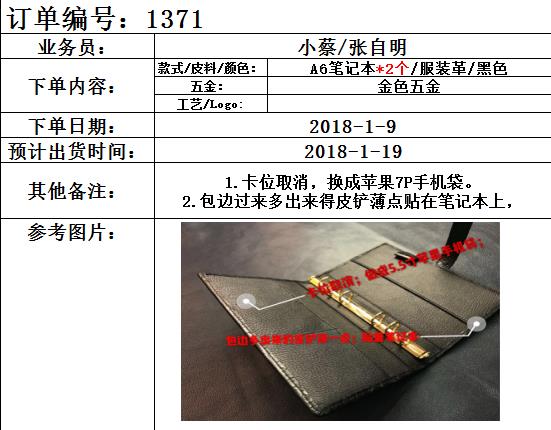 订单编号：1371
业务员： 小蔡/张自明
下单内容：
款式/皮料/颜色： A6笔记本*2个/服装革/黑色
五金： 金色五金
工艺/Logo:
下单日期： 2018-1-9
预计出货时间： 2018-1-19
其他备注：
1.卡位取消，换成苹果7P手机袋。
2.包边过来多出来得皮铲薄点贴在笔记本上，
参考图片：
卡位取消；做成5.5寸苹果手机袋；
包边多出来的皮铲薄一点；贴着笔记本